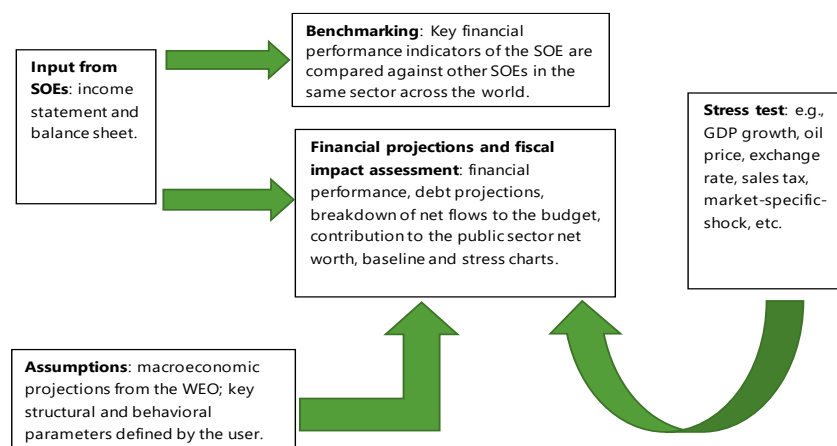 Benchmarking: Key financial
performance indicators of the SOE are
compared against other SOEs in the
same sector across the world.
Input from
SOEs: income
statement and
balance sheet.
Financial projections and fiscal
impact assessment: financial
performance, debt projections,
breakdown of net flows to the budget,
contribution to the public sector net
worth, baseline and stress charts.
Stress test: e.g.,
GDP growth, oil
price, exchange
rate, sales tax,
market-specific-
shock, etc.
Assumptions: macroeconomic
projections from the WEO; key
structural and behavioral
parameters defined by the user.